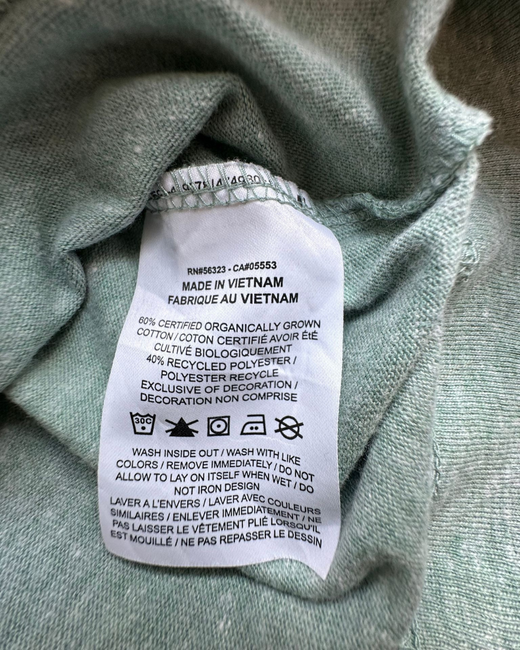 RN#56323 - CA#05553
MADE IN VIETNAM
FABRIQUE AU VIETNAM
60% CERTIFIED ORGANICALLY GROWN
COTTON / COTON CERTIFIÉ AVOIR ÉtÉ
CULTIVÉ BIOLOGIQUEMENT
40% RECYCLED POLYESTER /
POLYESTER RECYCLE
EXCLUSIVE OF DECORATION /
DECORATION NON COMPRISE
30C
WASH INSIDE OUT / WASH WITH LIKE
COLORS / REMOVE IMMEDIATELY / DO NOT
ALLOW TO LAY ON ITSELF WHEN WET / DO
NOT IRON DESIGN
LAVER A L'ENVERS / LAVER AVEC COULEURS
SIMILAIRES / ENLEVER IMMEDIATEMENT / NE
PAS LAISSER LE VÊTEMENT PLIÉ LORSQU'IL
EST MOUILLÉ / NE PAS REPASSER LE DESSIN